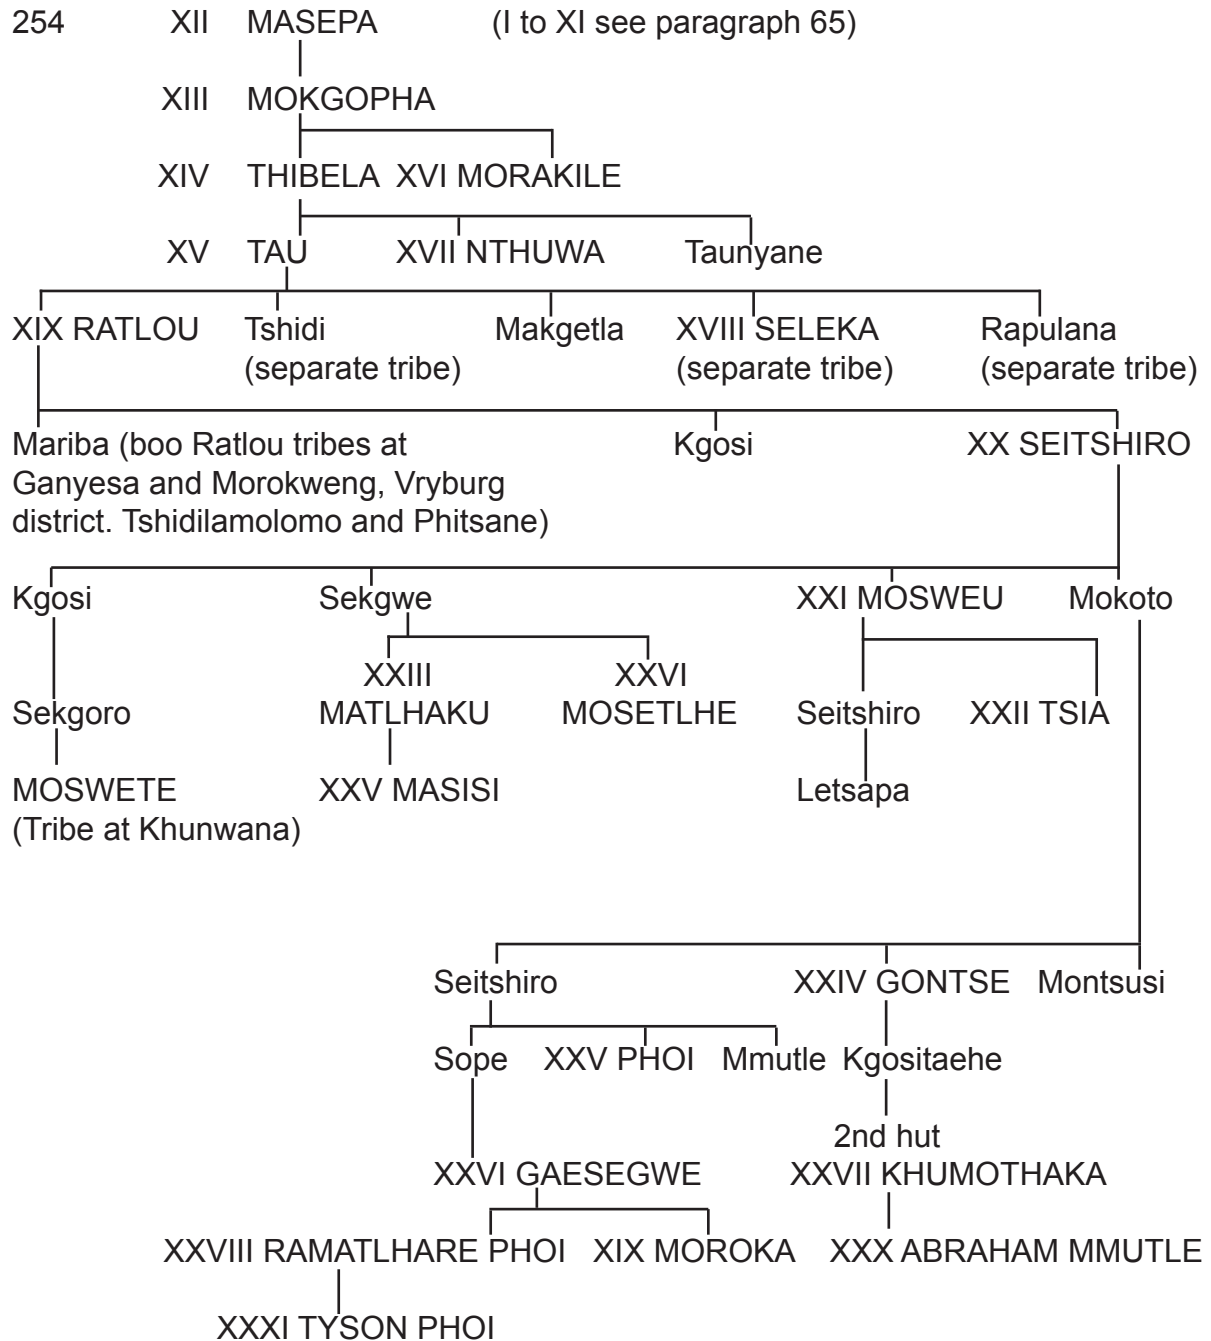 254 XII MASEPA (I to XI see paragraph 65)
XIII MOKGOPHA
XIV THIBELA XVI MORAKILE
XV TAU XVII NTHUWA Taunyane
XIX RATLOU Tshidi Makgetla XVIII SELEKA Rapulana
(separate tribe) (separate tribe) (separate tribe)
Mariba (boo Ratlou tribes at Kgosi XX SEITSHIRO
Ganyesa and Morokweng, Vryburg
district. Tshidilamolomo and Phitsane)
Kgosi Sekgwe XXI MOSWEU Mokoto
XXIII XXVI
Sekgoro MATLHAKU MOSETLHE Seitshiro XXII TSIA
MOSWETE XXV MASISI Letsapa
(Tribe at Khunwana)
Seitshiro XXIV GONTSE Montsusi
Sope XXV PHOI Mmutle Kgositaehe
2nd hut
XXVI GAESEGWE XXVII KHUMOTHAKA
XXVIII RAMATLHARE PHOI XIX MOROKA XXX ABRAHAM MMUTLE
XXXI TYSON PHOI